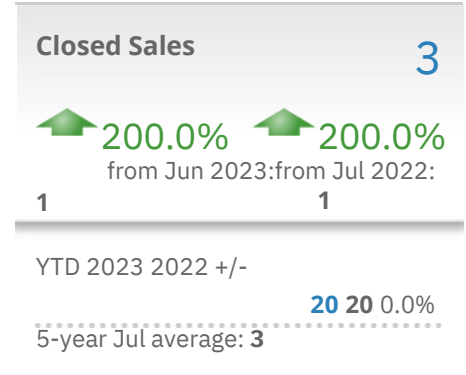 Closed Sales 3
200.0% 200.0%
from Jun 2023:from Jul 2022:
1 1
YTD 2023 2022 +/-
20 20 0.0%
5-year Jul average: 3